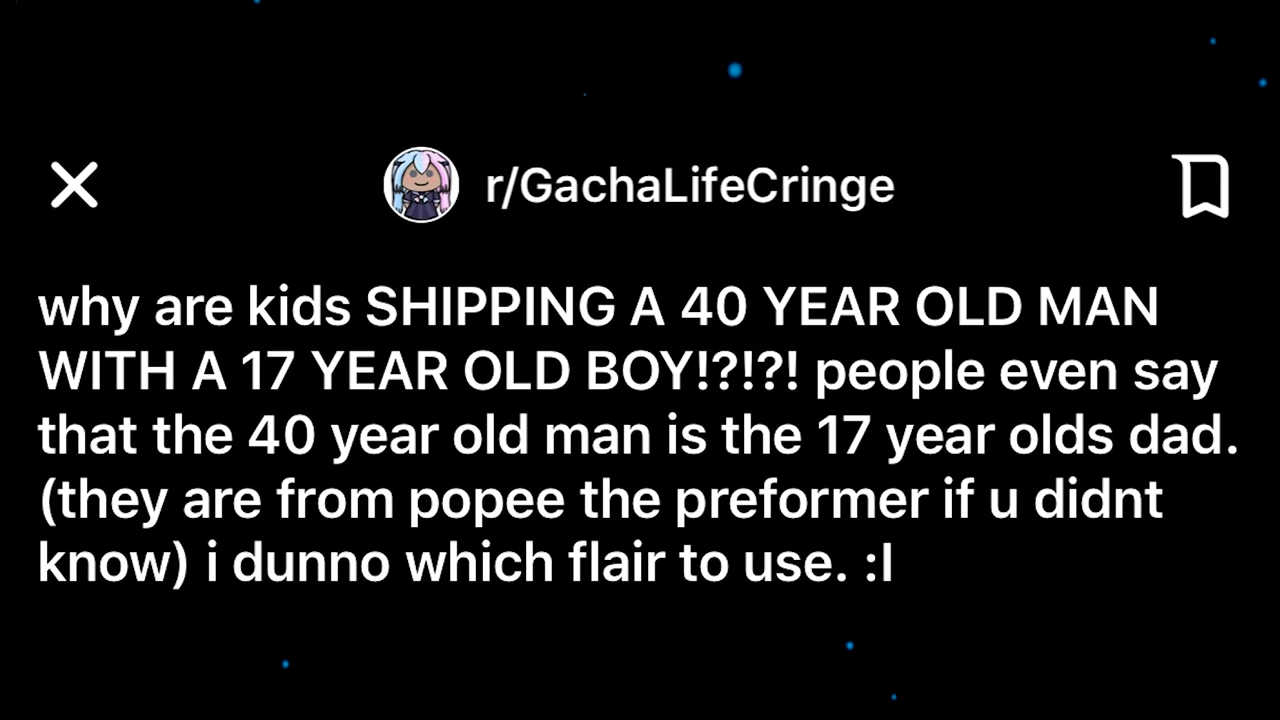 r/GachaLifeCringe
why are kids SHIPPING A 40 YEAR OLD MAN
WITH A 17 YEAR OLD BOY!?!?! people even say
that the 40 year old man is the 17 year olds dad.
(they are from popee the preformer if u didnt
know) i dunno which flair to use. :l